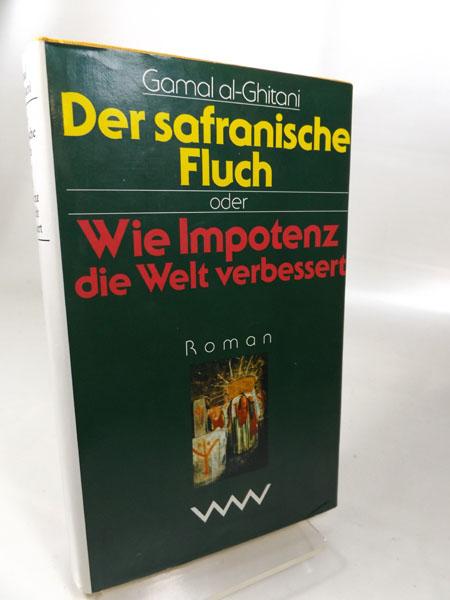 Gamal al-Ghitani
Der safranische
Fluch
oder
Wie Impotenz
die Welt verbessert
Roman